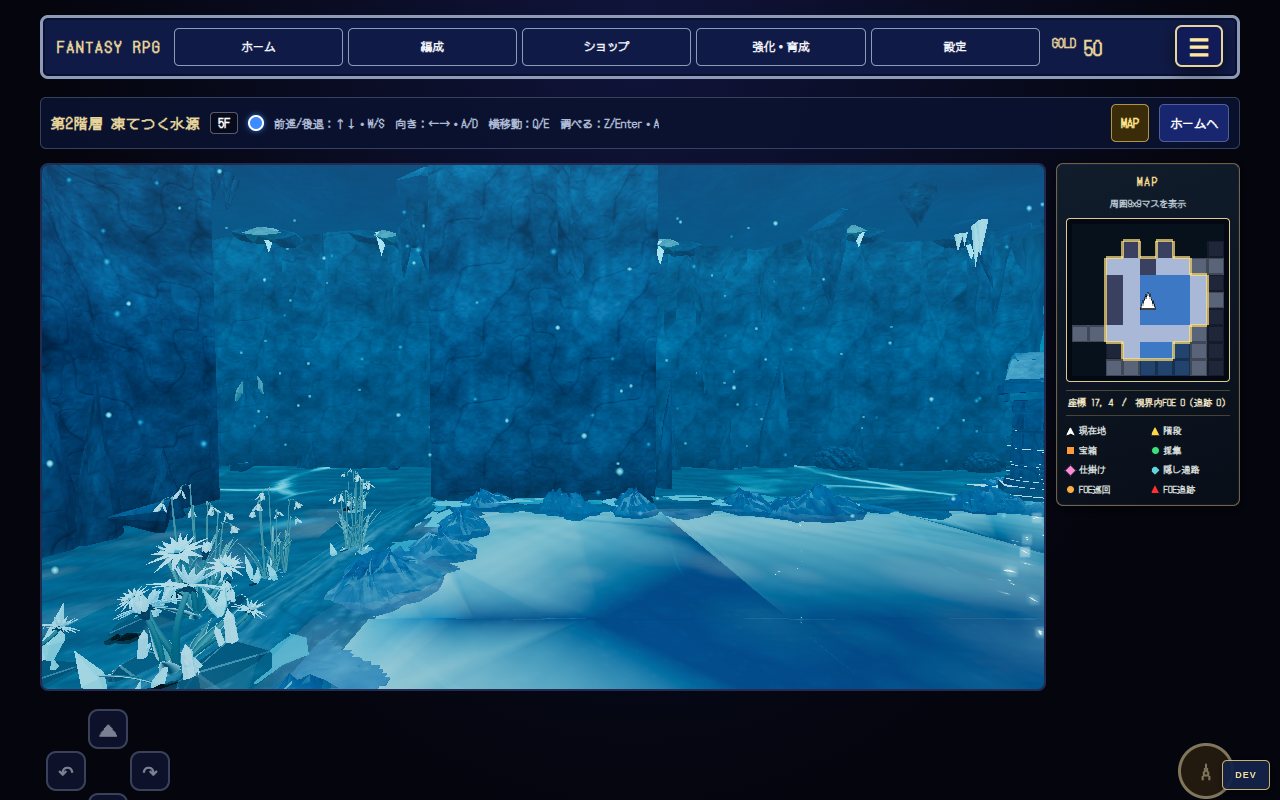 FANTASY RPG
ホーム
編成
ショップ
強化・育成
設定
GOLD 50
第2階層 凍てつく水源
5F
前進/後退：↑↓・W/S 向き：←→・A/D 横移動：Q/E 調べる：Z/Enter・A
MAP
ホームへ
MAP
周囲9x9マスを表示
座標 17, 4 / 視界内FOE 0 (追跡 0)
現在地
階段
宝箱
採集
仕掛け
隠し通路
FOE巡回
FOE追跡
A
DEV